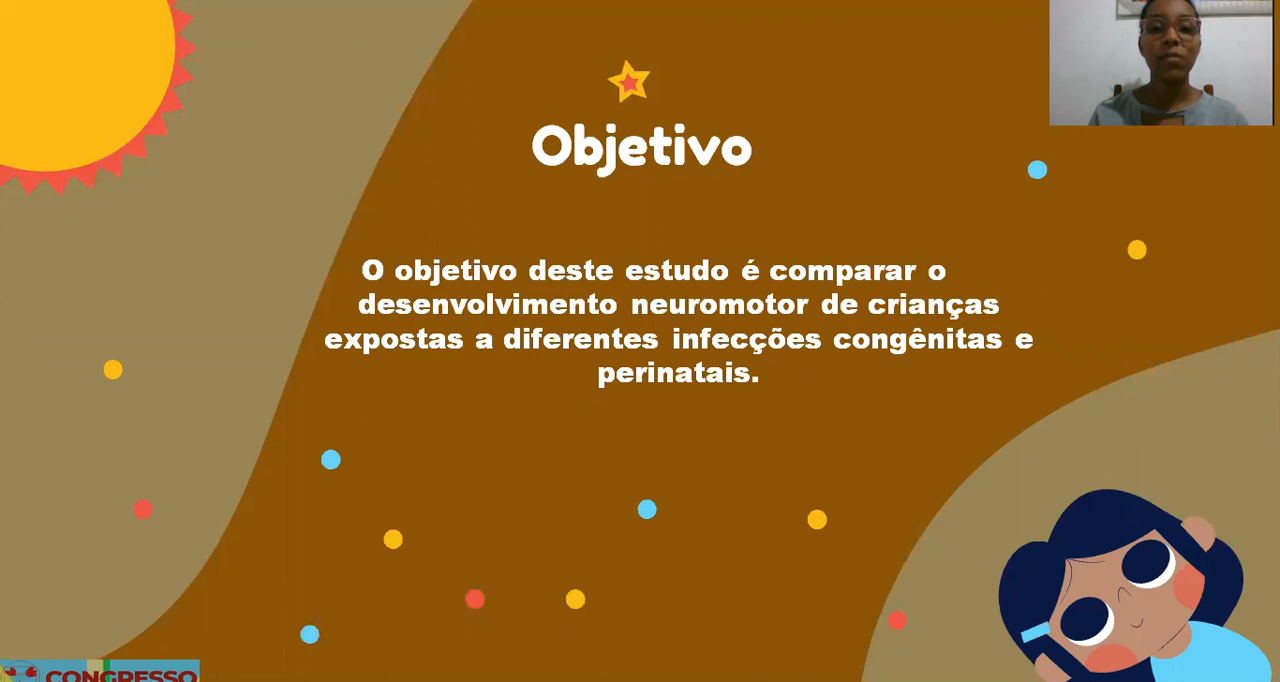 Objetivo
O objetivo deste estudo é comparar o
desenvolvimento neuromotor de crianças
expostas a diferentes infecções congênitas e
perinatais.
CONGRESSO